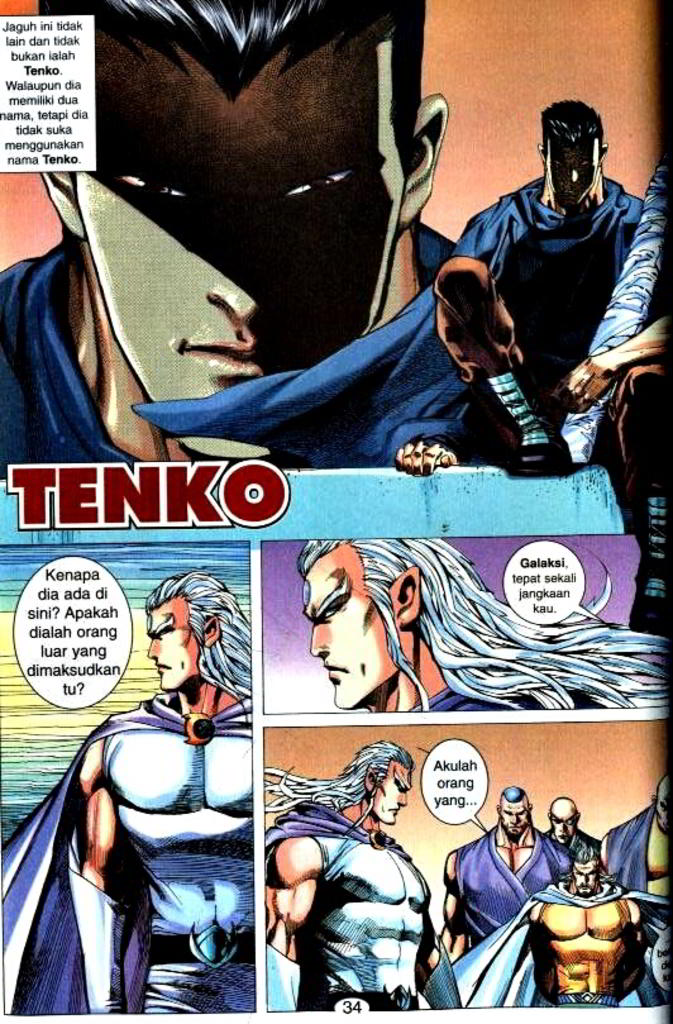 Jaguh ini tidak
lain dan tidak
bukan ialah
Tenko.
Walaupun dia
memiliki dua
nama, tetapi dia
tidak suka
menggunakan
nama Tenko.
TENKO
Kenapa
dia ada di
sini? Apakah
dialah orang
luar yang
dimaksudkan
tu?
Galaksi,
tepat sekali
jangkaan
kau.
Akulah
orang
yang...
34